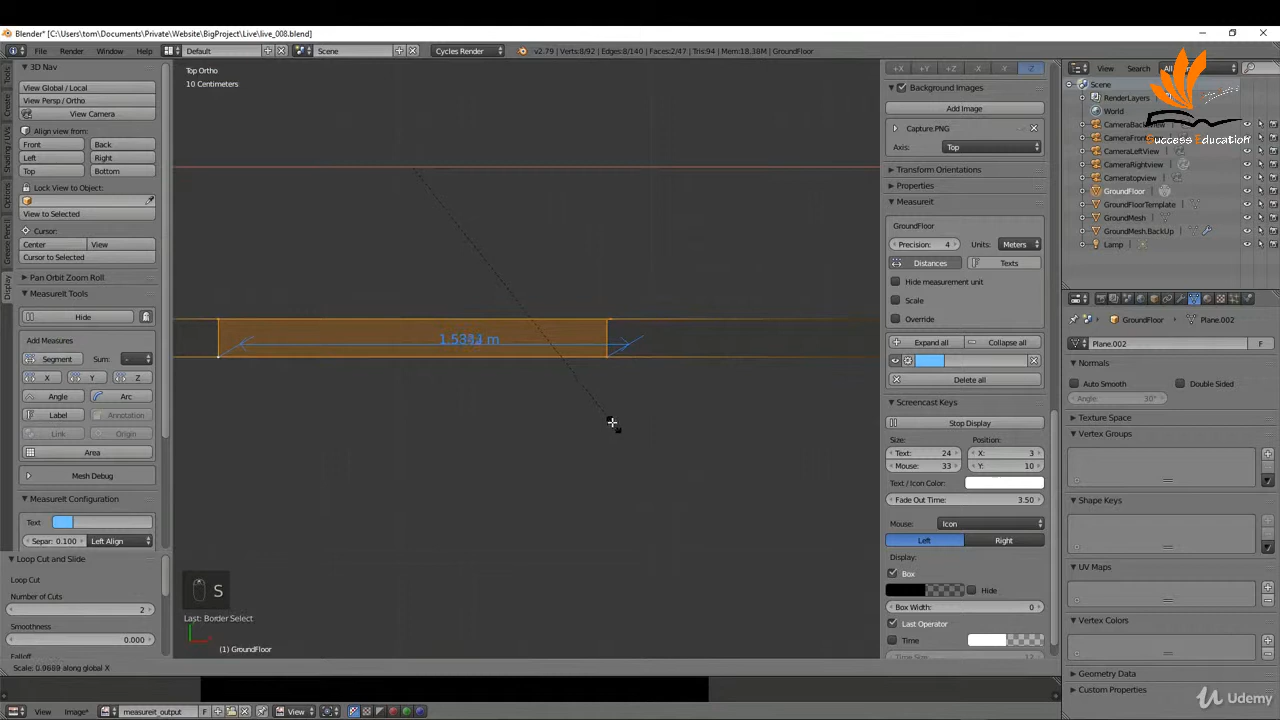 Blender* [C:\Users\tom\Documents\Private\Website\BigProject\Live\live_008.blend]
File Render Window Help Default Scene Cycles Render v2.79 | Verts:8/92 | Edges:8/140 | Faces:2/47 | Tris:94 | Mem:18.38M | GroundFloor
3D Nav
View Global / Local
View Persp / Ortho
View Camera
Align view from:
Front Back
Left Right
Top Bottom
Lock View to Object:
View to Selected
Cursor:
Center View
Cursor to Selected
Pan Orbit Zoom Roll
MeasureIt Tools
Hide
Add Measures
Segment Sum: -
X Y Z
Angle Arc
Label Annotation
Link Origin
Area
Mesh Debug
MeasureIt Configuration
Text
Separ: 0.100 Left Align
Loop Cut and Slide
Loop Cut
Number of Cuts
2
Smoothness
0.000
Falloff
Tools
Create
Shading / UVs
Options
Grease Pencil
Display
Top Ortho
10 Centimeters
S
Last: Border Select
(1) GroundFloor
Scale: 0.9689 along global X
+X +Y +Z -X -Y -Z
Background Images
Add Image
Capture.PNG
Axis: Top
Transform Orientations
Properties
Measureit
GroundFloor
Precision: 4 Units: Meters
Distances Texts
Hide measurement unit
Scale
Override
Expand all Collapse all
Delete all
Screencast Keys
Stop Display
Size: Position:
Text: 24 X: 3
Mouse: 33 Y: 10
Text / Icon Color:
Fade Out Time: 3.50
Mouse: Icon
Left Right
Display:
Box
Hide
Box Width: 0
Last Operator
Time
View Search All
Scene
RenderLayers
World
CameraFront
CameraLeftView
CameraRightview
Cameratopview
GroundFloor
GroundFloorTemplate
GroundMesh
GroundMesh.BackUp
Lamp
Success Education
GroundFloor Plane.002
Plane.002 F
Normals
Auto Smooth Double Sided
Angle: 30°
Texture Space
Vertex Groups
Shape Keys
UV Maps
Vertex Colors
Geometry Data
Custom Properties
View Image* measureit_output F View
Udemy